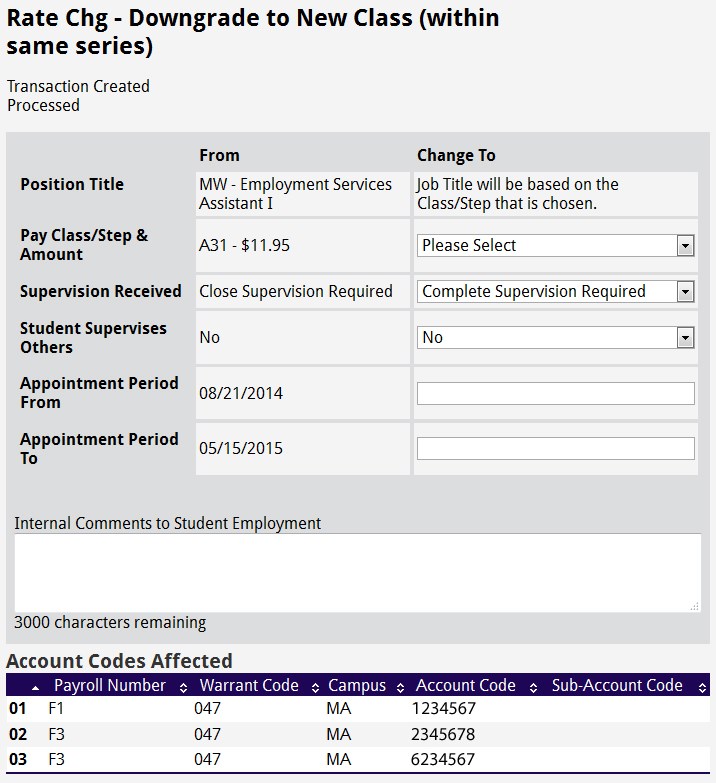 Rate Chg - Downgrade to New Class (within
same series)
Transaction Created
Processed
From Change To
Position Title MW - Employment Services Job Title will be based on the
Assistant I Class/Step that is chosen.
Pay Class/Step &
Amount A31 - $11.95 Please Select
Supervision Received Close Supervision Required Complete Supervision Required
Student Supervises
Others No No
Appointment Period
From 08/21/2014
Appointment Period
To 05/15/2015
Internal Comments to Student Employment
3000 characters remaining
Account Codes Affected
Payroll Number Warrant Code Campus Account Code Sub-Account Code
01 F1 047 MA 1234567
02 F3 047 MA 2345678
03 F3 047 MA 6234567